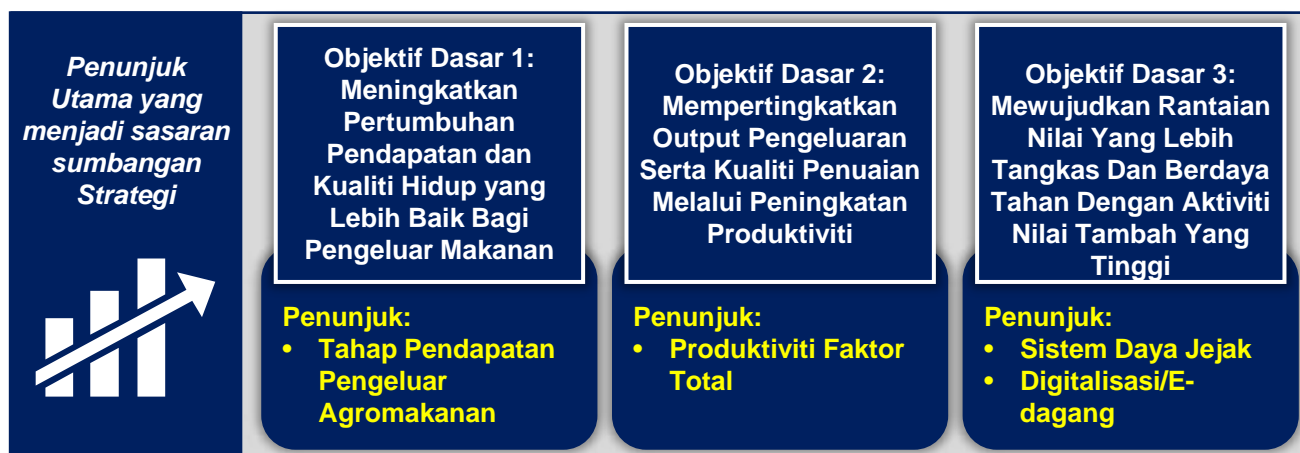 Penunjuk
Utama yang
menjadi sasaran
sumbangan
Strategi
Objektif Dasar 1:
Meningkatkan
Pertumbuhan
Pendapatan dan
Kualiti Hidup yang
Lebih Baik Bagi
Pengeluar Makanan
Penunjuk:
• Tahap Pendapatan
Pengeluar
Agromakanan
Objektif Dasar 2:
Mempertingkatkan
Output Pengeluaran
Serta Kualiti Penuaian
Melalui Peningkatan
Produktiviti
Penunjuk:
• Produktiviti Faktor
Total
Objektif Dasar 3:
Mewujudkan Rantaian
Nilai Yang Lebih
Tangkas Dan Berdaya
Tahan Dengan Aktiviti
Nilai Tambah Yang
Tinggi
Penunjuk:
• Sistem Daya Jejak
• Digitalisasi/E-
dagang